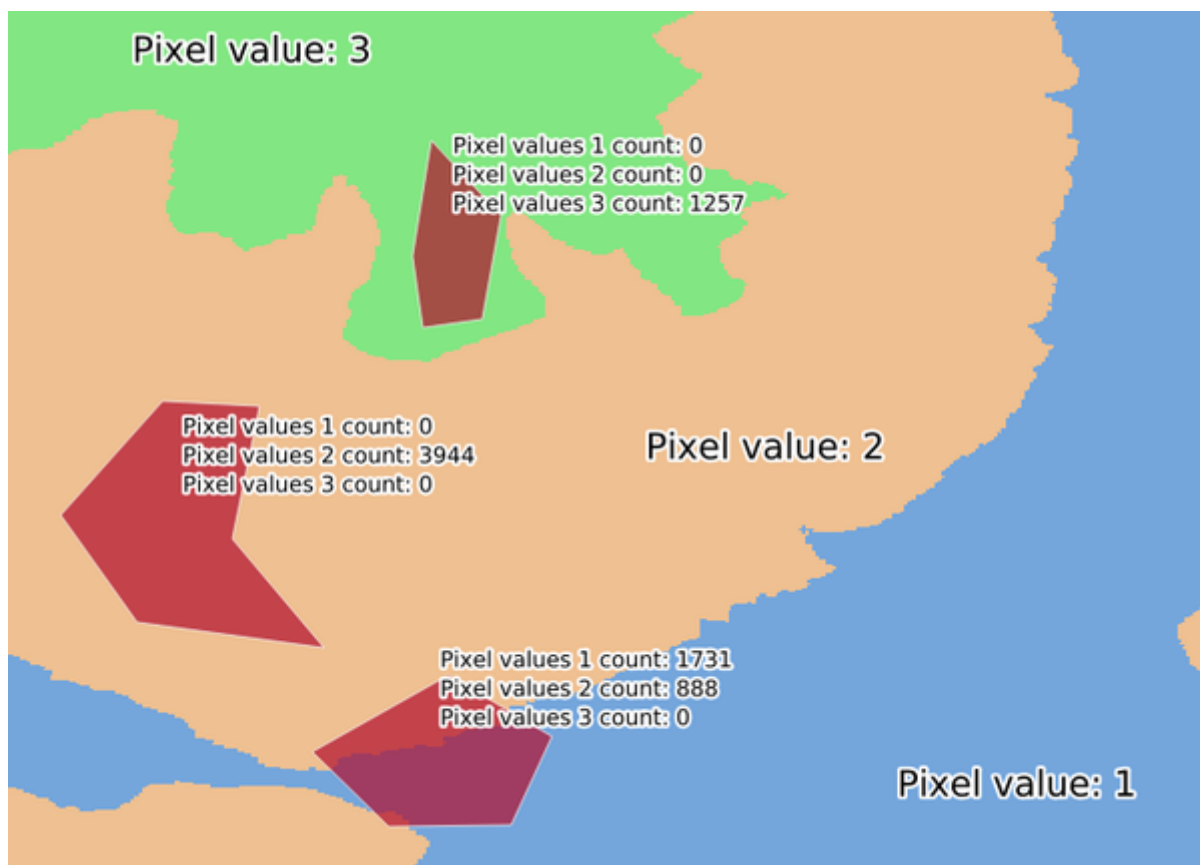 Pixel value: 3
Pixel values 1 count: 0
Pixel values 2 count: 0
Pixel values 3 count: 1257
Pixel values 1 count: 0
Pixel values 2 count: 3944
Pixel values 3 count: 0
Pixel value: 2
Pixel values 1 count: 1731
Pixel values 2 count: 888
Pixel values 3 count: 0
Pixel value: 1